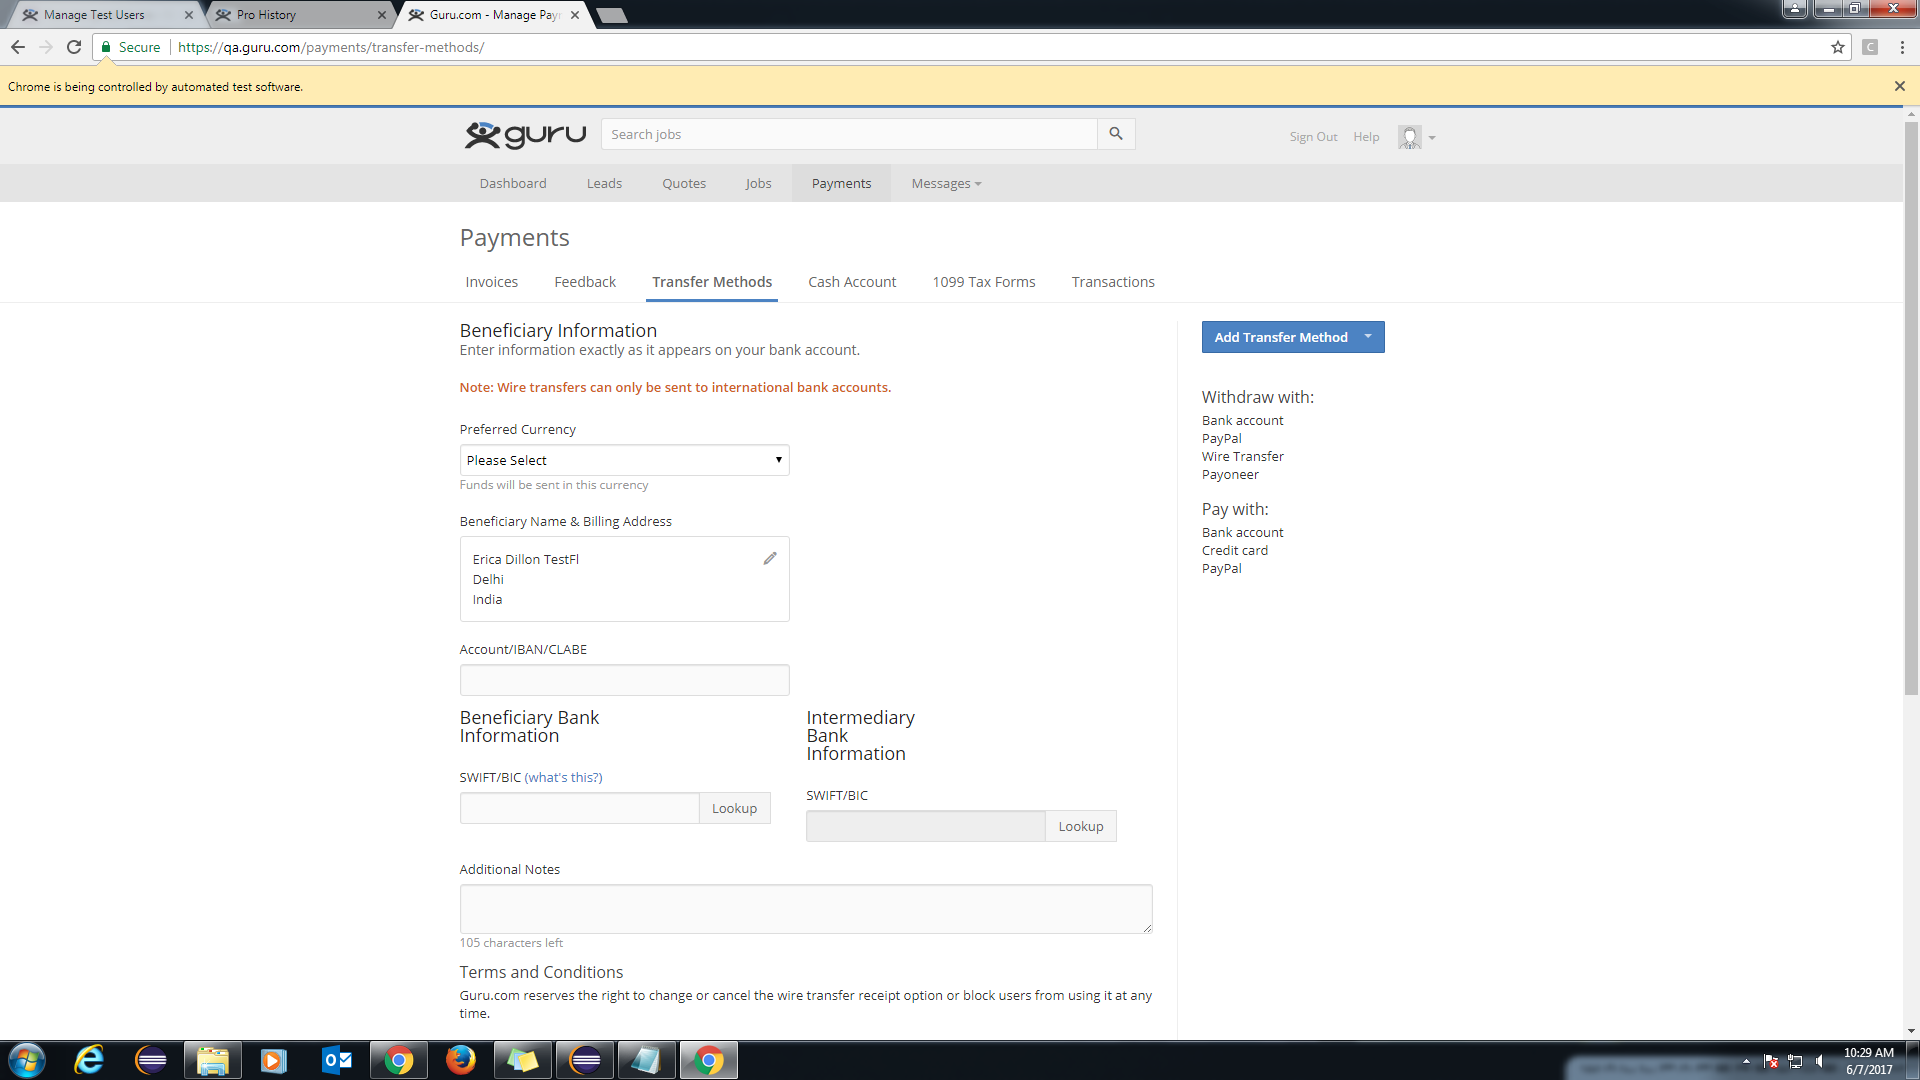 Manage Test Users
Pro History
Guru.com - Manage Pay
Secure
https://qa.guru.com/payments/transfer-methods/
Chrome is being controlled by automated test software.
guru
Search jobs
Sign Out
Help
Dashboard
Leads
Quotes
Jobs
Payments
Messages
Payments
Invoices
Feedback
Transfer Methods
Cash Account
1099 Tax Forms
Transactions
Beneficiary Information
Enter information exactly as it appears on your bank account.
Note: Wire transfers can only be sent to international bank accounts.
Preferred Currency
Please Select
Funds will be sent in this currency
Beneficiary Name & Billing Address
Erica Dillon TestFl
Delhi
India
Account/IBAN/CLABE
Beneficiary Bank
Information
SWIFT/BIC (what's this?)
Lookup
Intermediary
Bank
Information
SWIFT/BIC
Lookup
Additional Notes
105 characters left
Terms and Conditions
Guru.com reserves the right to change or cancel the wire transfer receipt option or block users from using it at any
time.
Add Transfer Method
Withdraw with:
Bank account
PayPal
Wire Transfer
Payoneer
Pay with:
Bank account
Credit card
PayPal
10:29 AM
6/7/2017